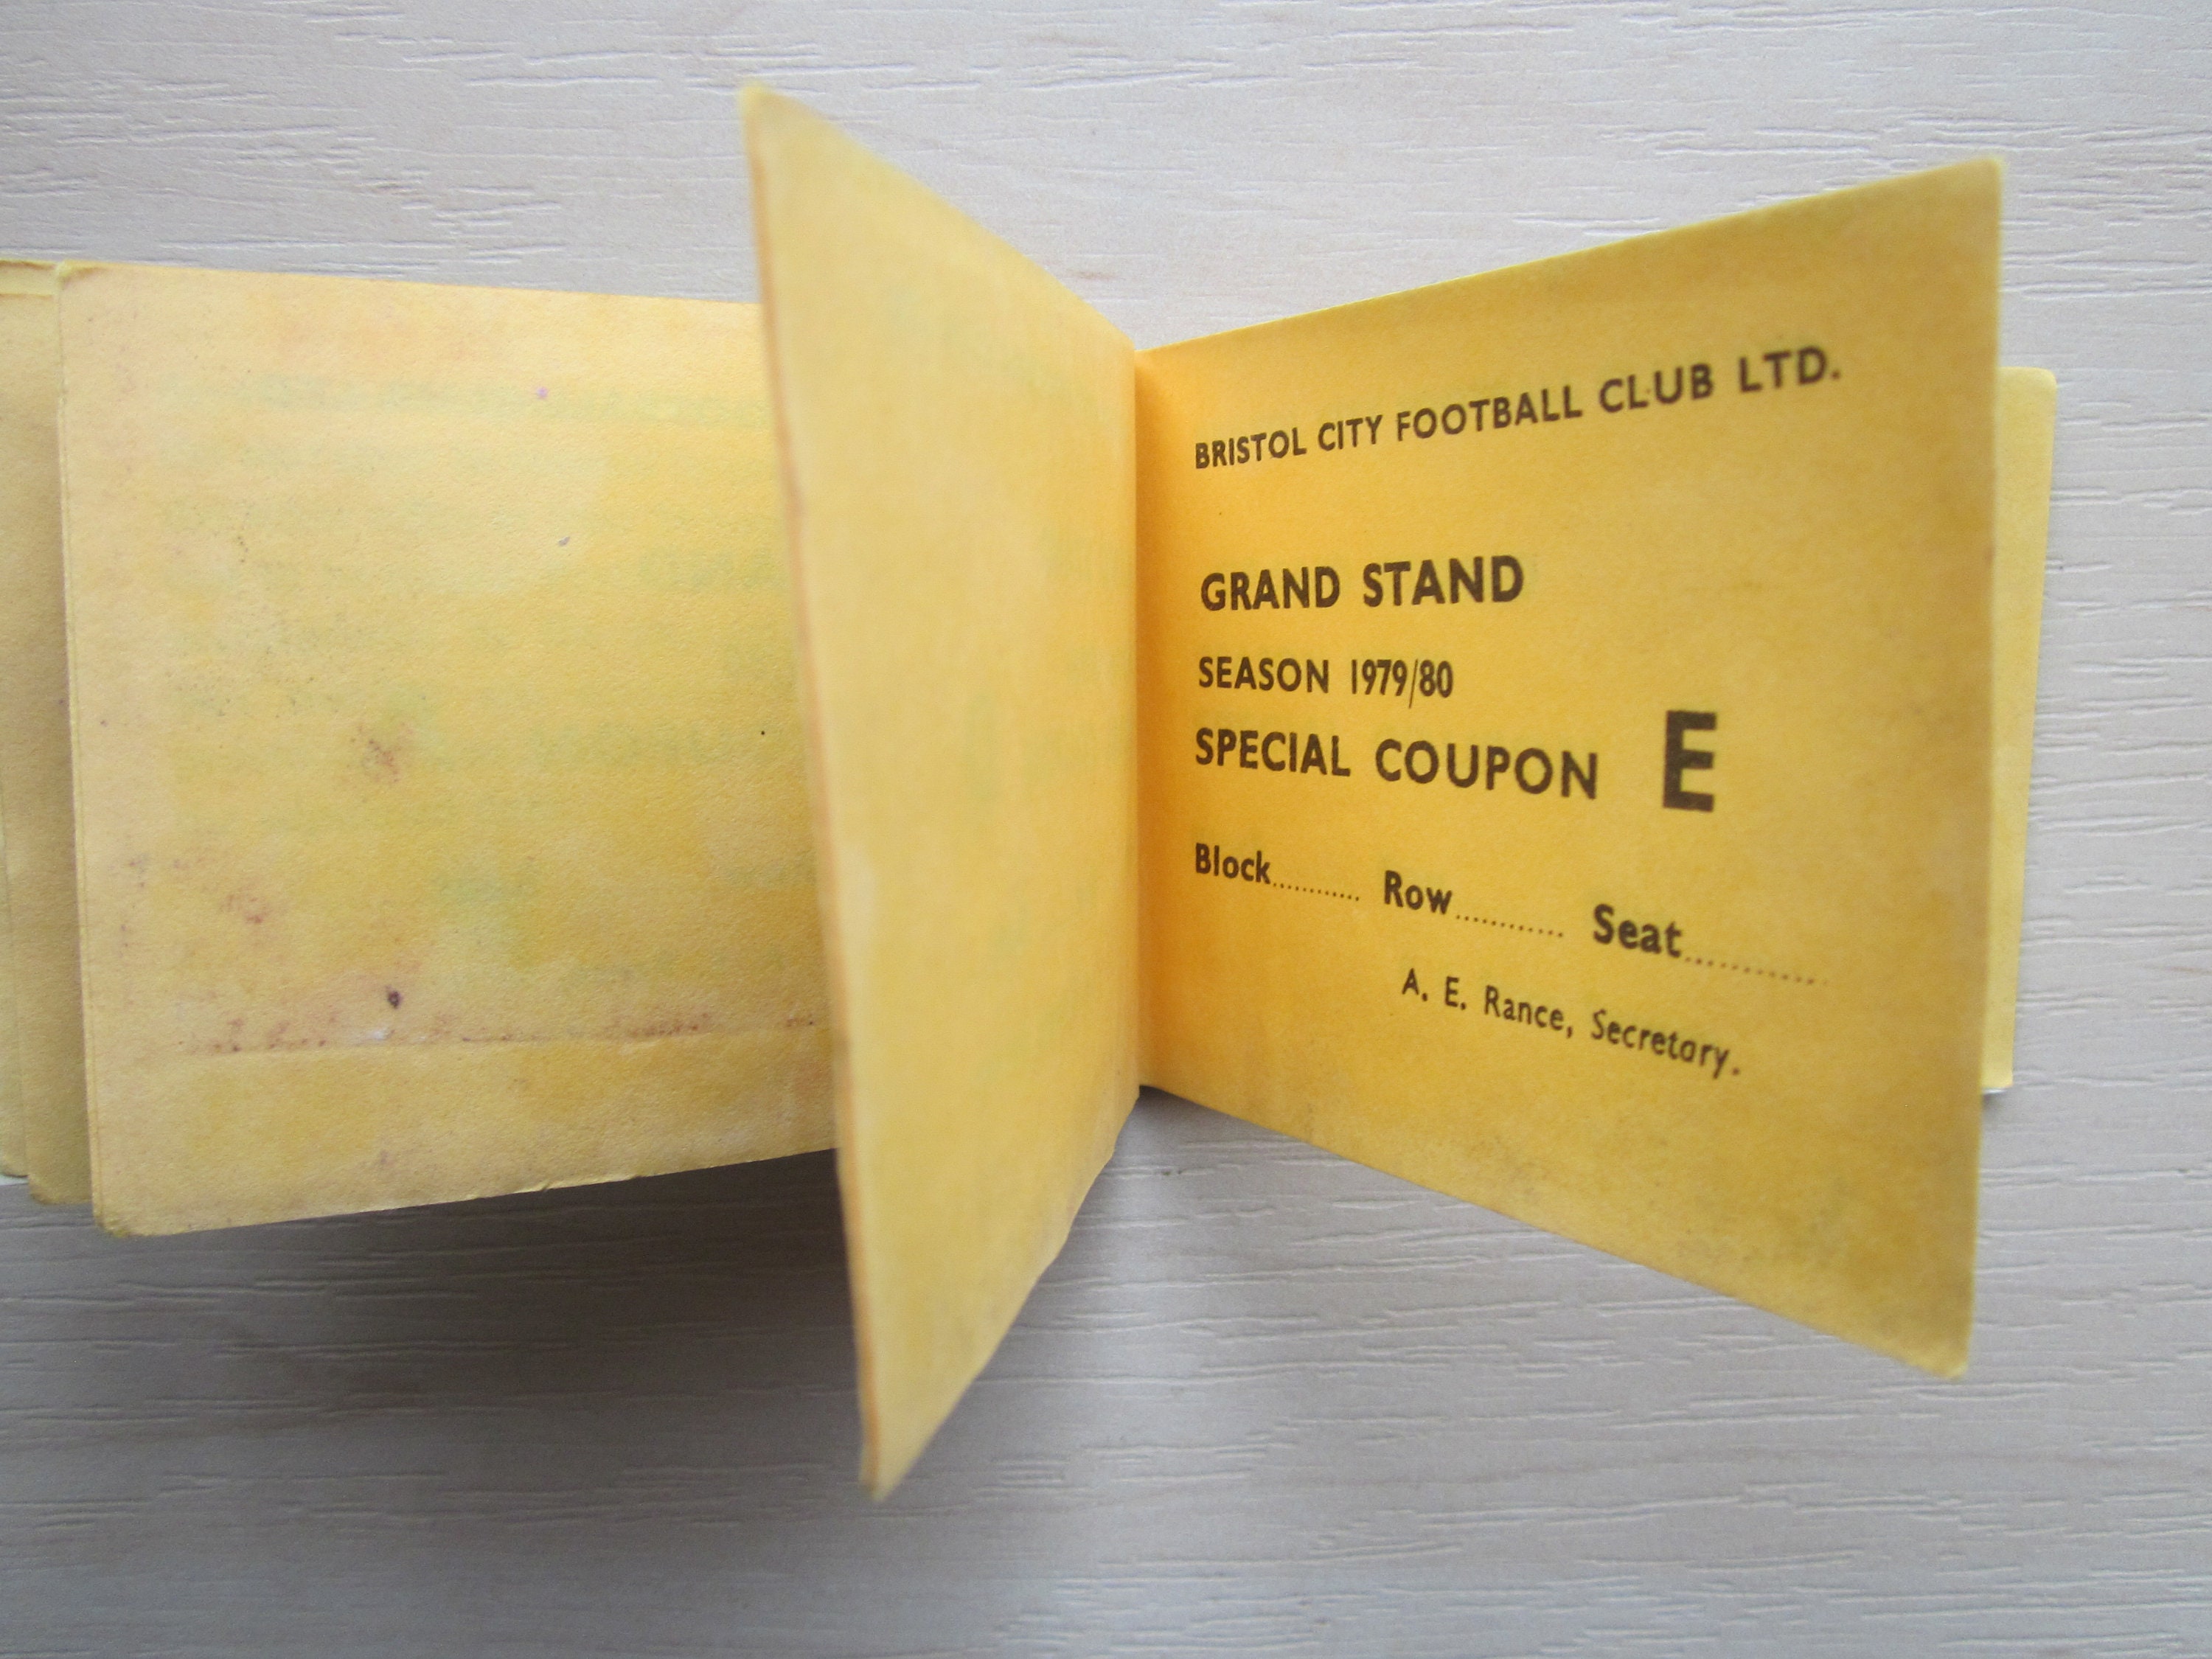 BRISTOL CITY FOOTBALL CLUB LTD.
GRAND STAND
SEASON 1979/80
SPECIAL COUPON E
Block........... Row........... Seat..............
A. E. Rance, Secretary.